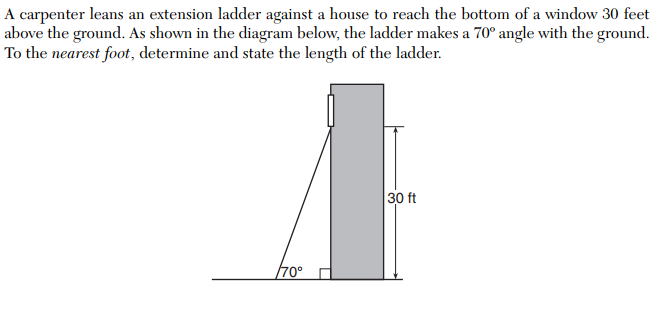 A carpenter leans an extension ladder against a house to reach the bottom of a window 30 feet
above the ground. As shown in the diagram below, the ladder makes a 70° angle with the ground.
To the nearest foot, determine and state the length of the ladder.
30 ft
70°